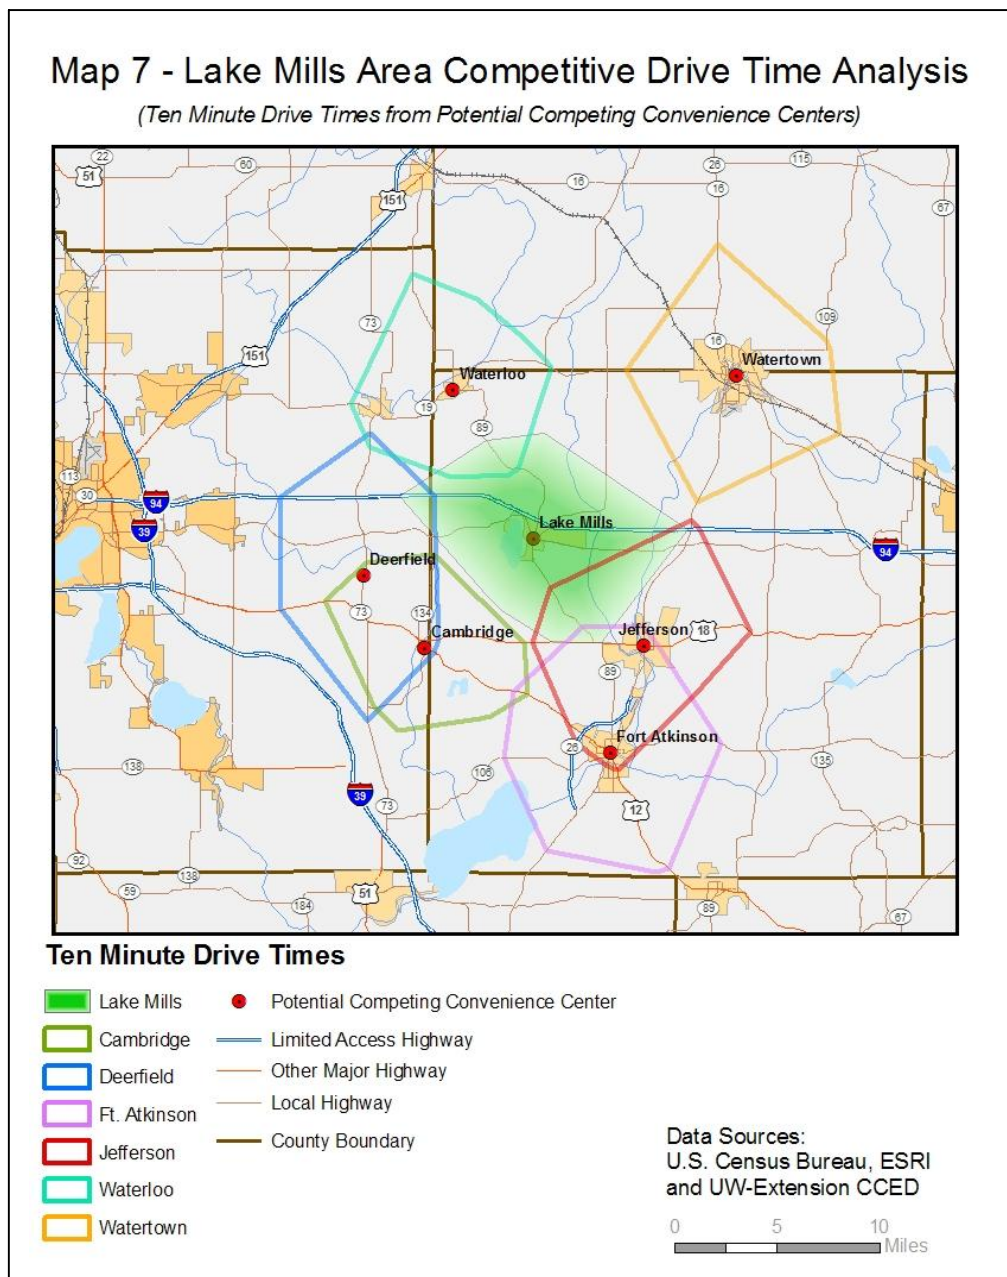 Map 7 - Lake Mills Area Competitive Drive Time Analysis
(Ten Minute Drive Times from Potential Competing Convenience Centers)
22
60
26
115
51
16
16
151
67
73
109
151
16
Watertown
Waterloo
19
89
113
30
94
39
Lake Mills
94
Deerfield
73
134
Cambridge
Jefferson
18
89
Fort Atkinson
26
138
106
135
39
73
12
92
138
51
59
184
89
67
Ten Minute Drive Times
Lake Mills
Potential Competing Convenience Center
Cambridge
Limited Access Highway
Deerfield
Other Major Highway
Ft. Atkinson
Local Highway
Jefferson
County Boundary
Waterloo
Watertown
Data Sources:
U.S. Census Bureau, ESRI
and UW-Extension CCED
0 5 10
Miles